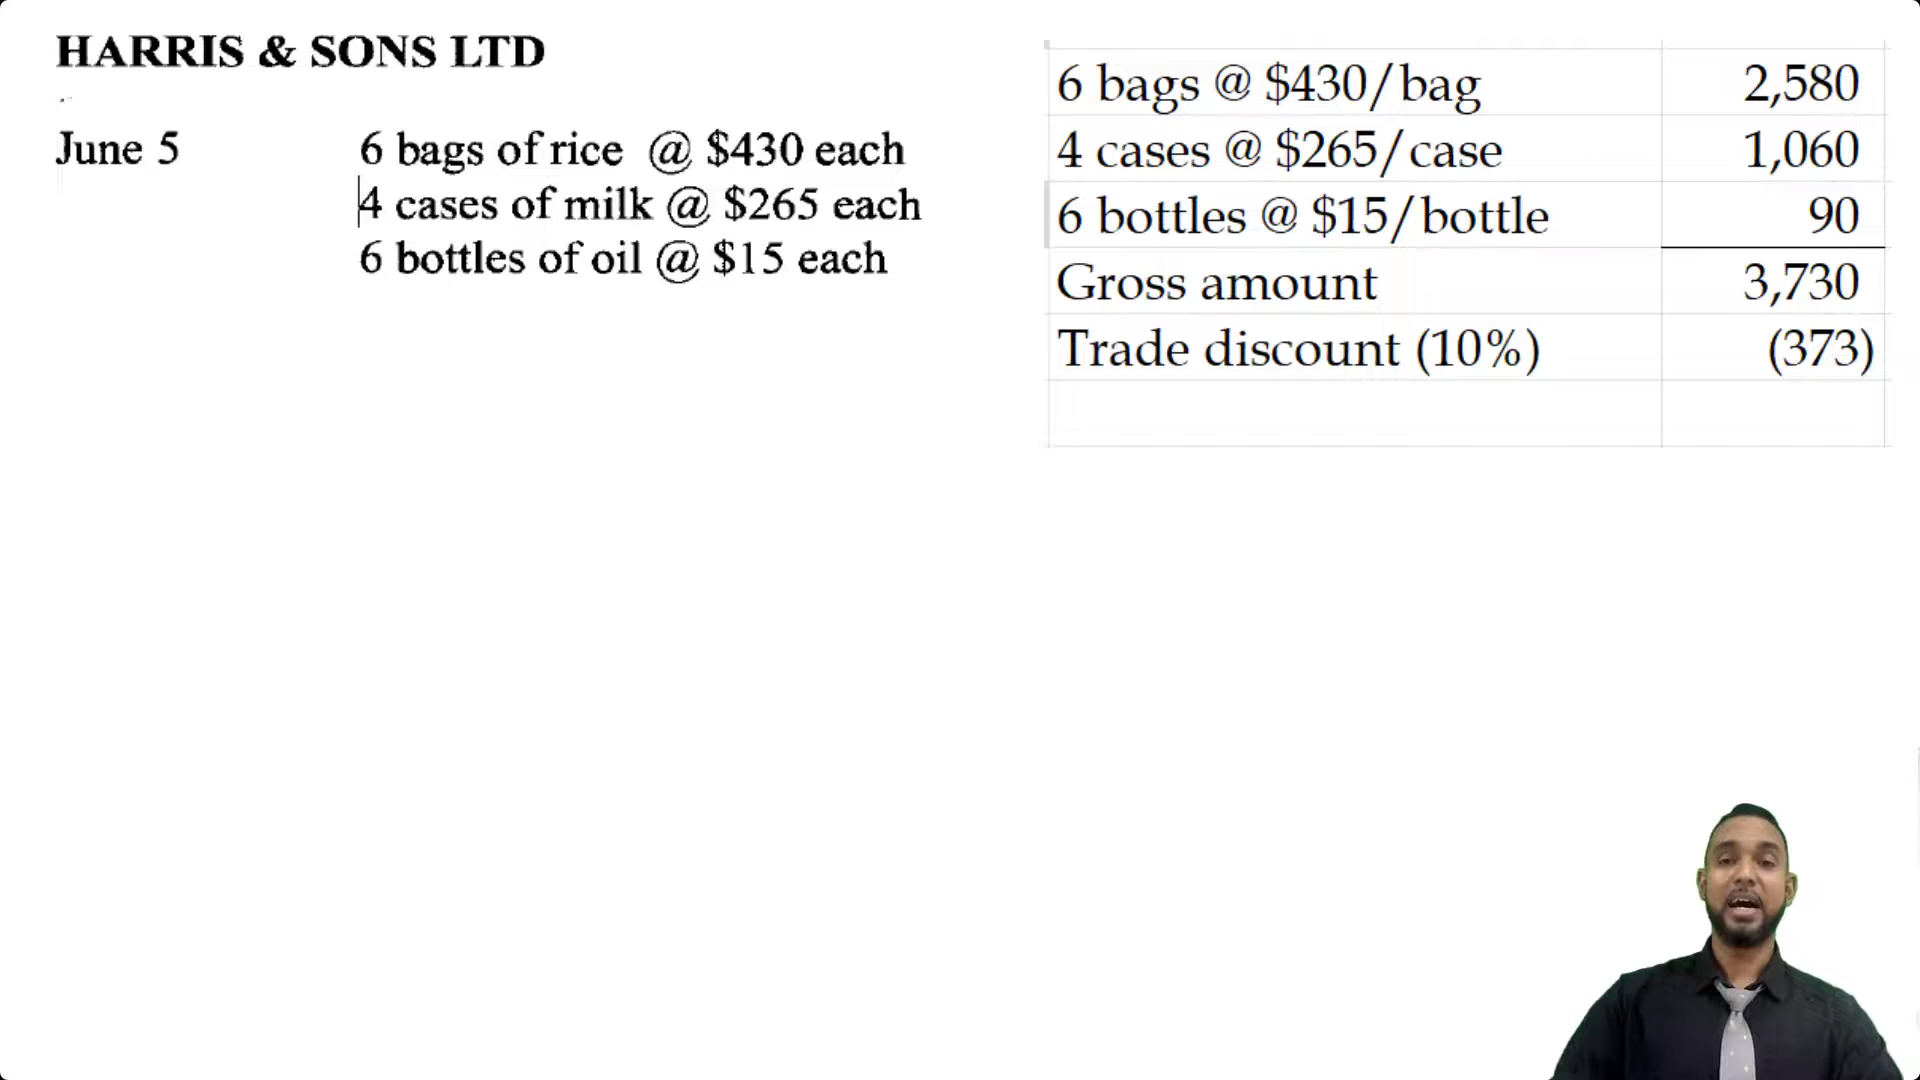 HARRIS & SONS LTD
June 5 6 bags of rice @ $430 each
4 cases of milk @ $265 each
6 bottles of oil @ $15 each
6 bags @ $430/bag 2,580
4 cases @ $265/case 1,060
6 bottles @ $15/bottle 90
Gross amount 3,730
Trade discount (10%) (373)